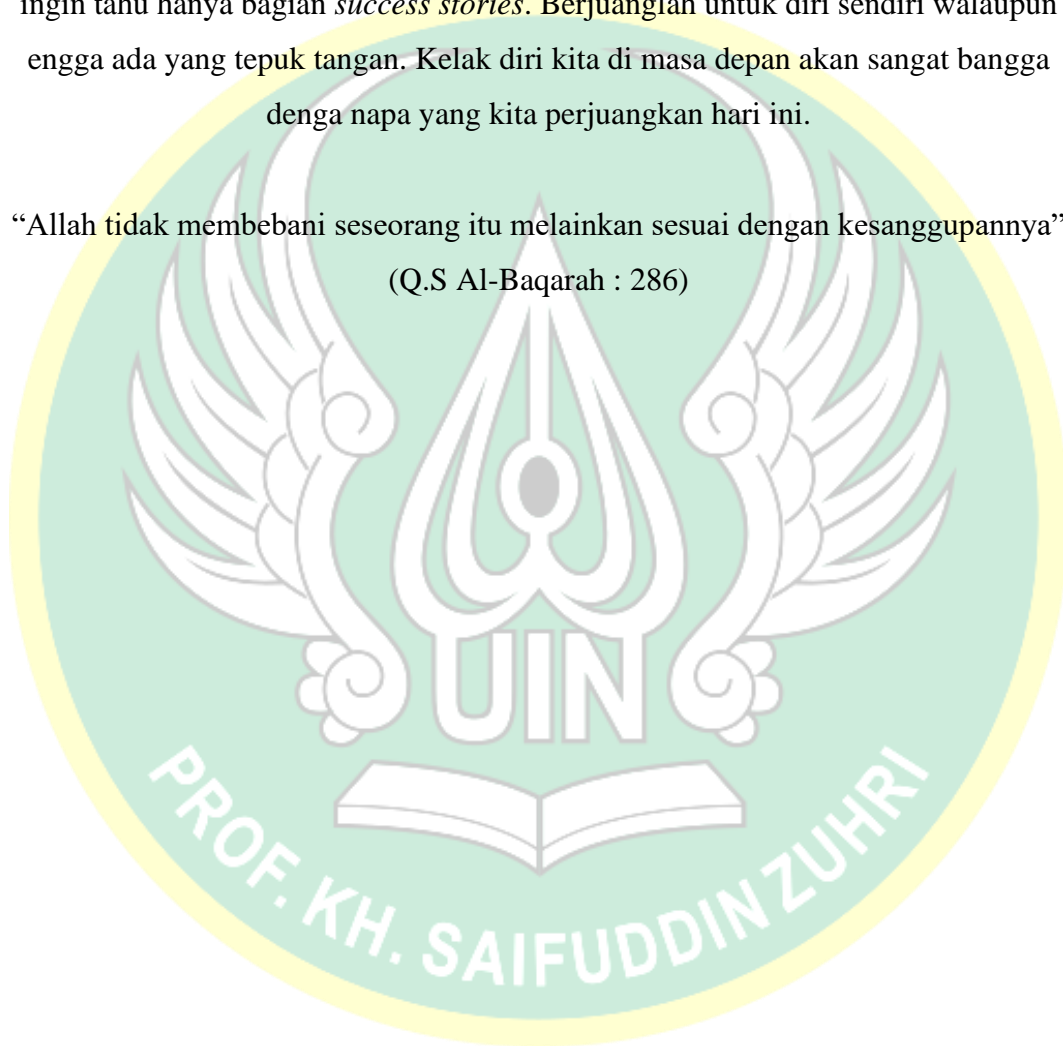 ingin tahu hanya bagian success stories. Berjuanglah untuk diri sendiri walaupun
engga ada yang tepuk tangan. Kelak diri kita di masa depan akan sangat bangga
denga napa yang kita perjuangkan hari ini.
“Allah tidak membebani seseorang itu melainkan sesuai dengan kesanggupannya”
(Q.S Al-Baqarah : 286)
UIN
PROF. KH. SAIFUDDIN ZUHRI